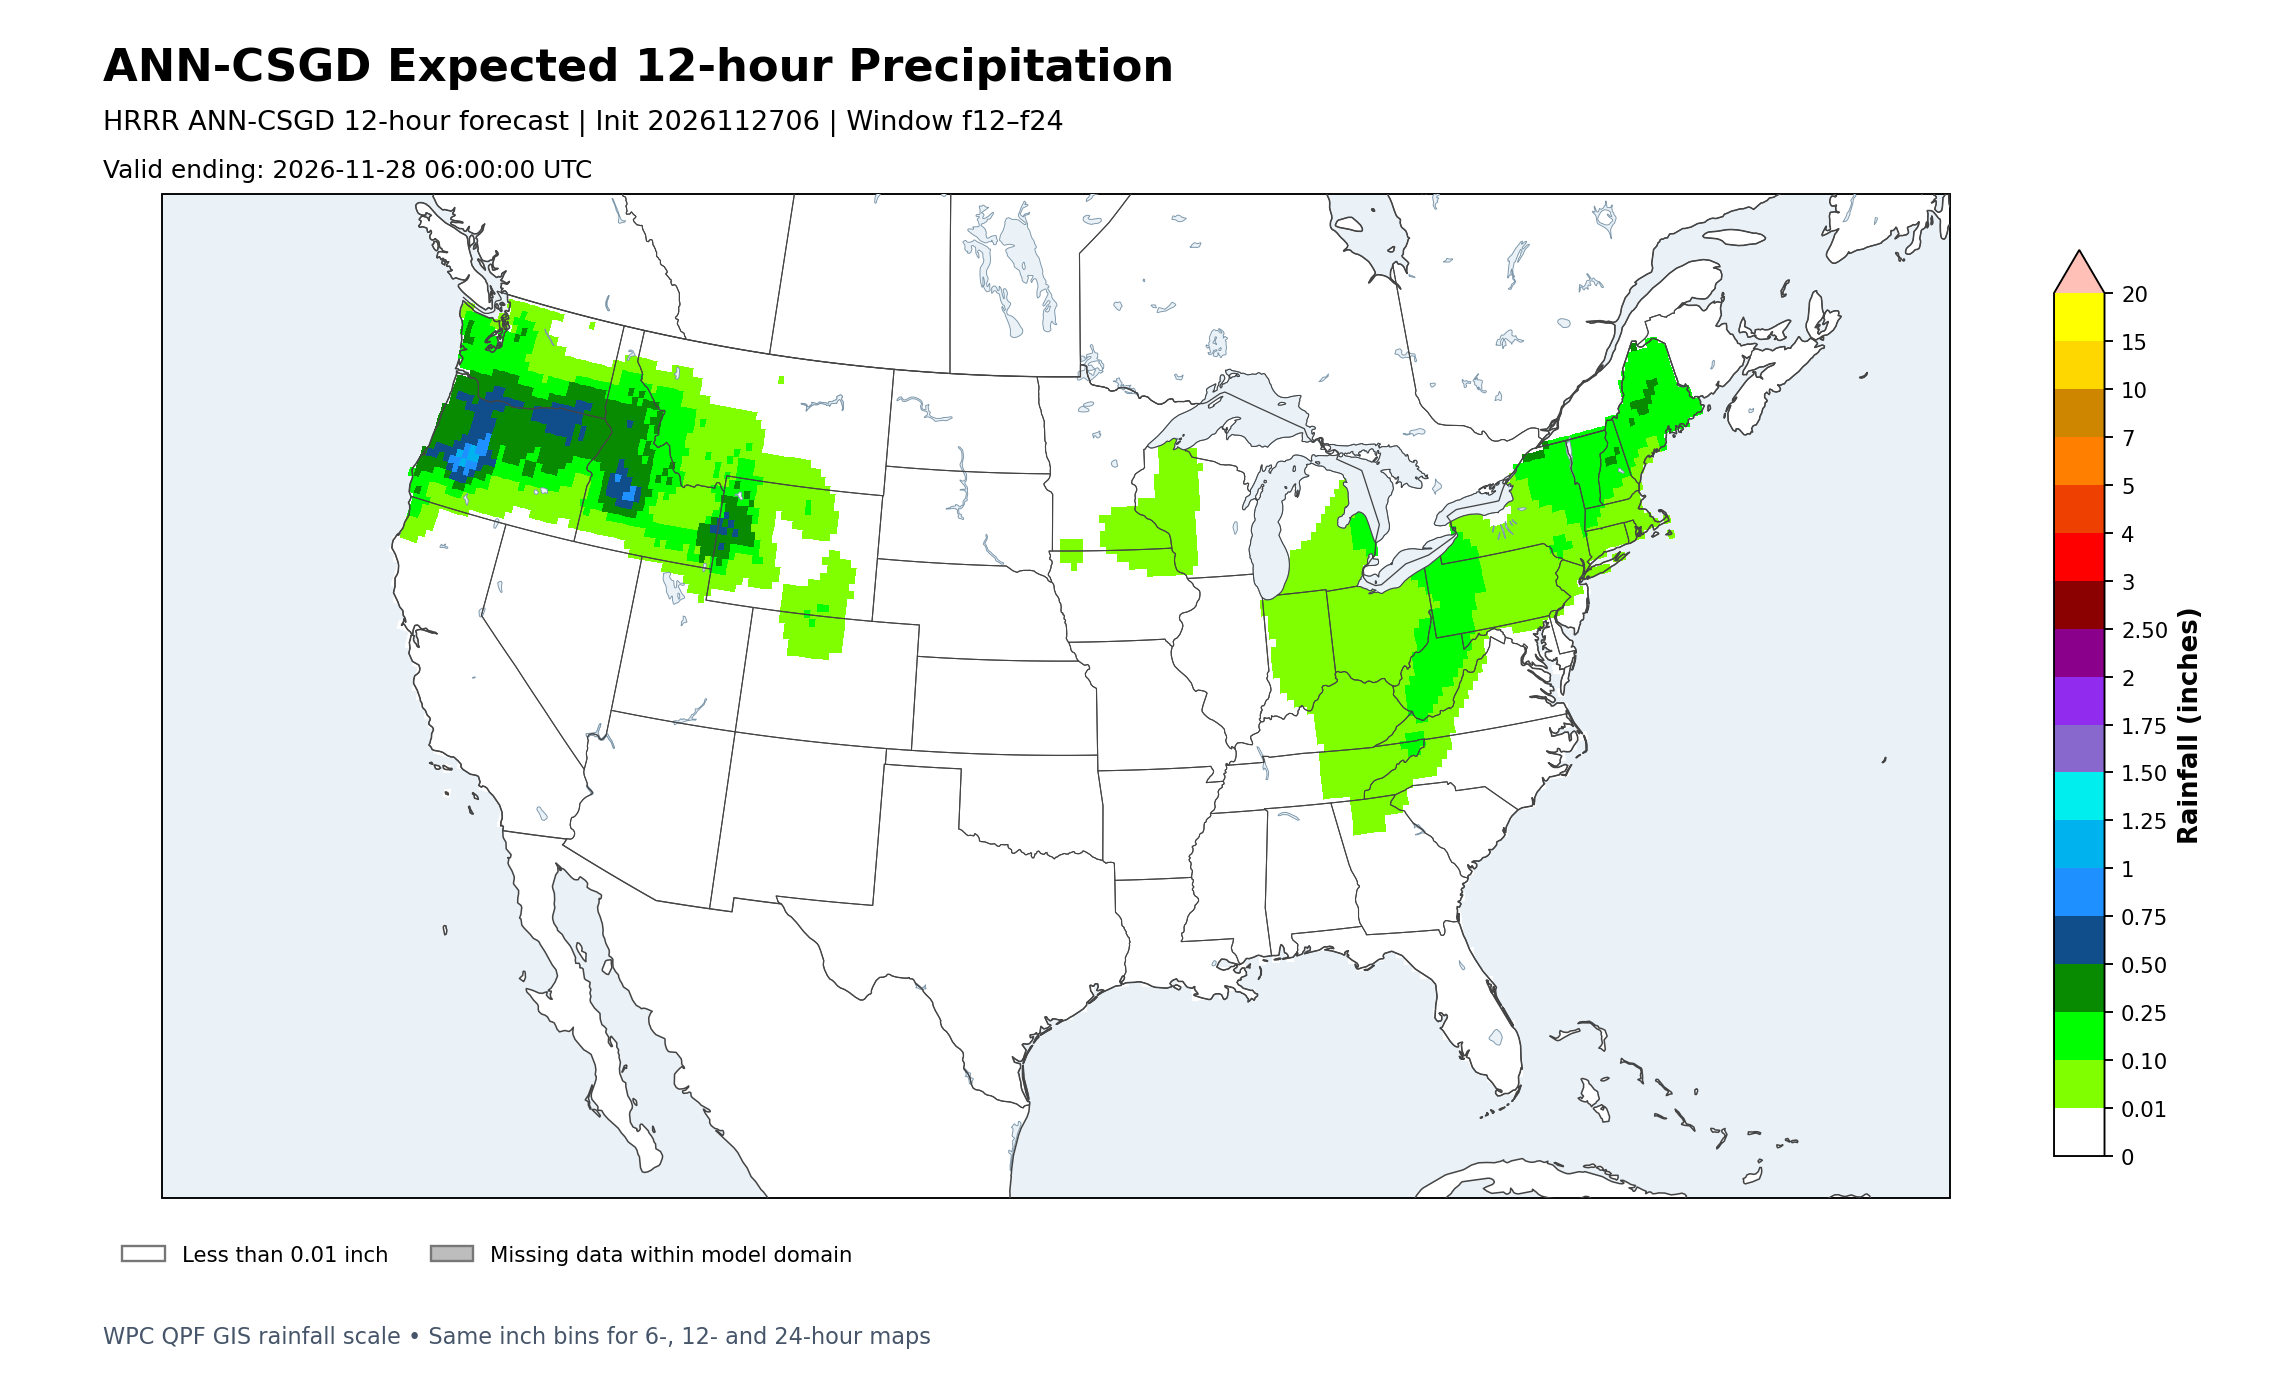 ANN-CSGD Expected 12-hour Precipitation
HRRR ANN-CSGD 12-hour forecast | Init 2026112706 | Window f12–f24
Valid ending: 2026-11-28 06:00:00 UTC
20
15
10
7
5
4
3
2.50
2
1.75
1.50
1.25
1
0.75
0.50
0.25
0.10
0.01
0
Rainfall (inches)
Less than 0.01 inch
Missing data within model domain
WPC QPF GIS rainfall scale • Same inch bins for 6-, 12- and 24-hour maps